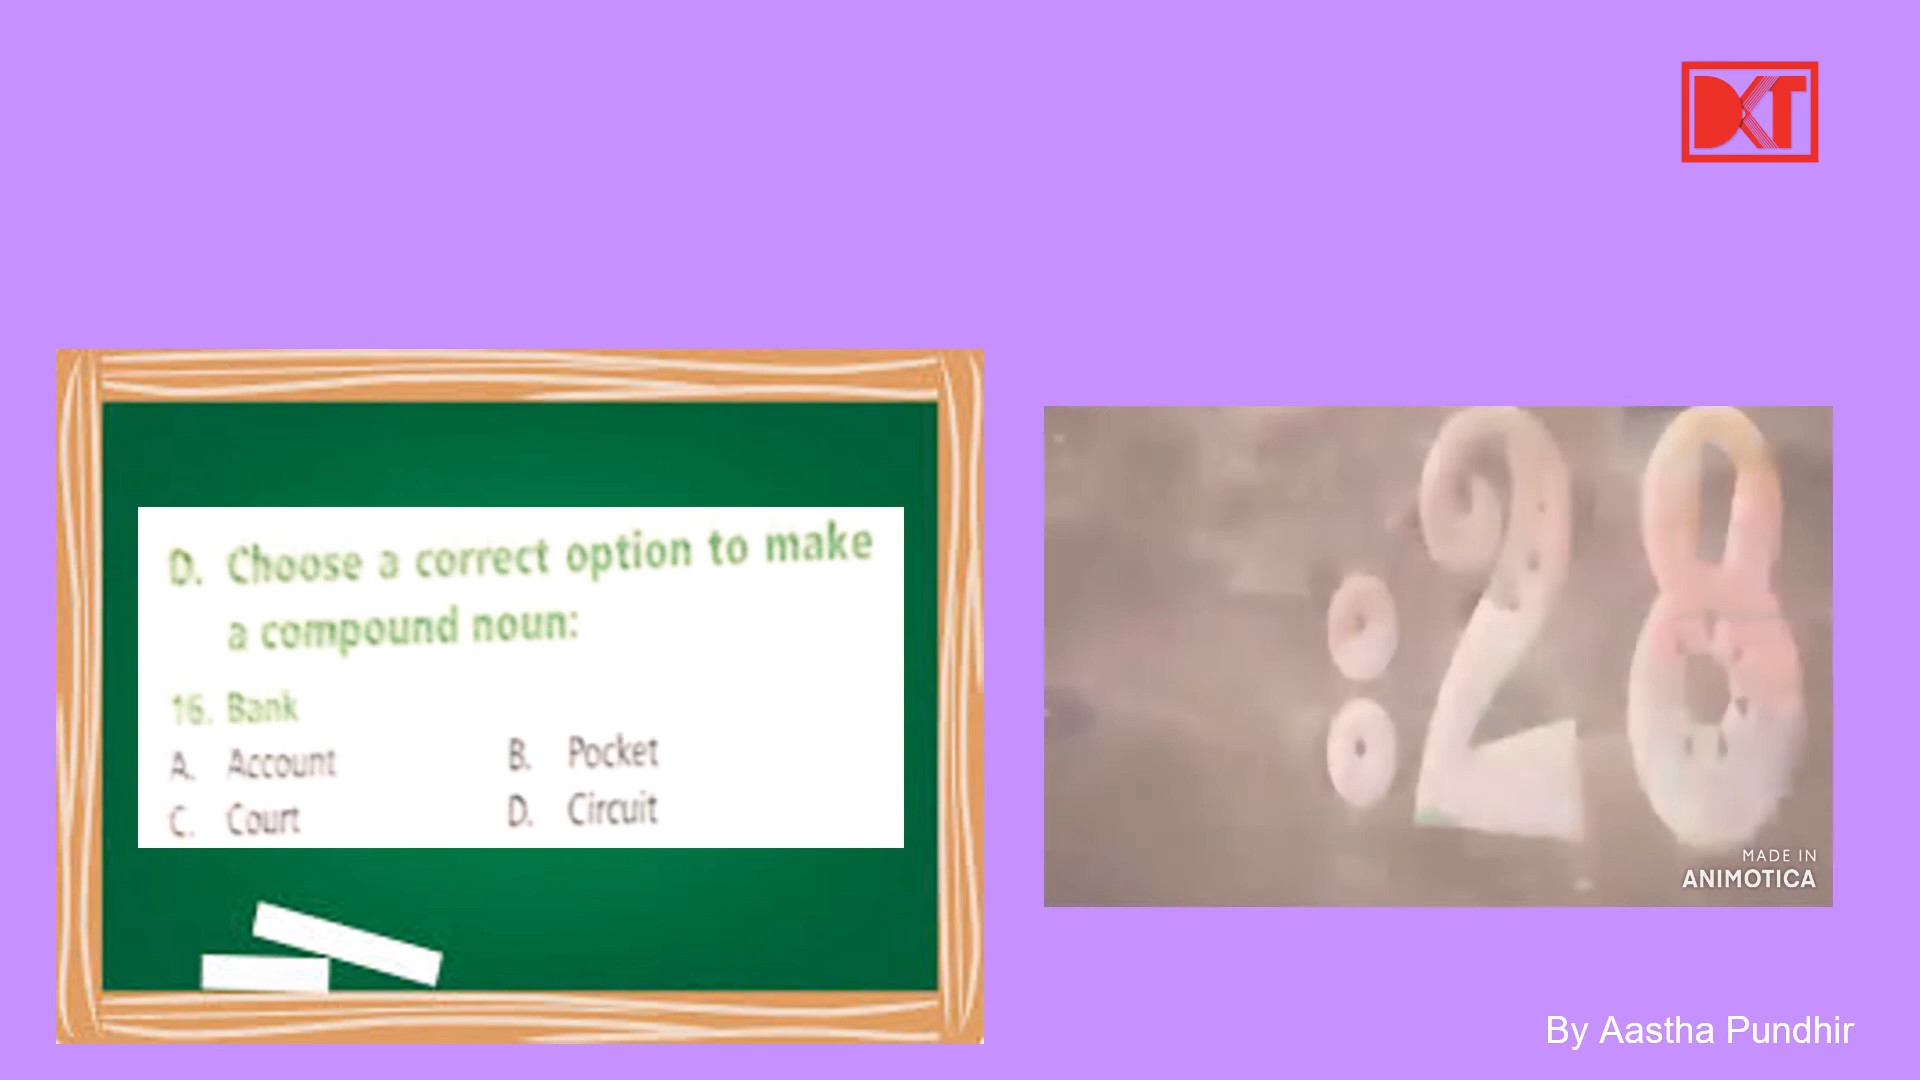 DKT
D. Choose a correct option to make
a compound noun:
16. Bank
A. Account B. Pocket
C. Court D. Circuit
:28
MADE IN
ANIMOTICA
By Aastha Pundhir